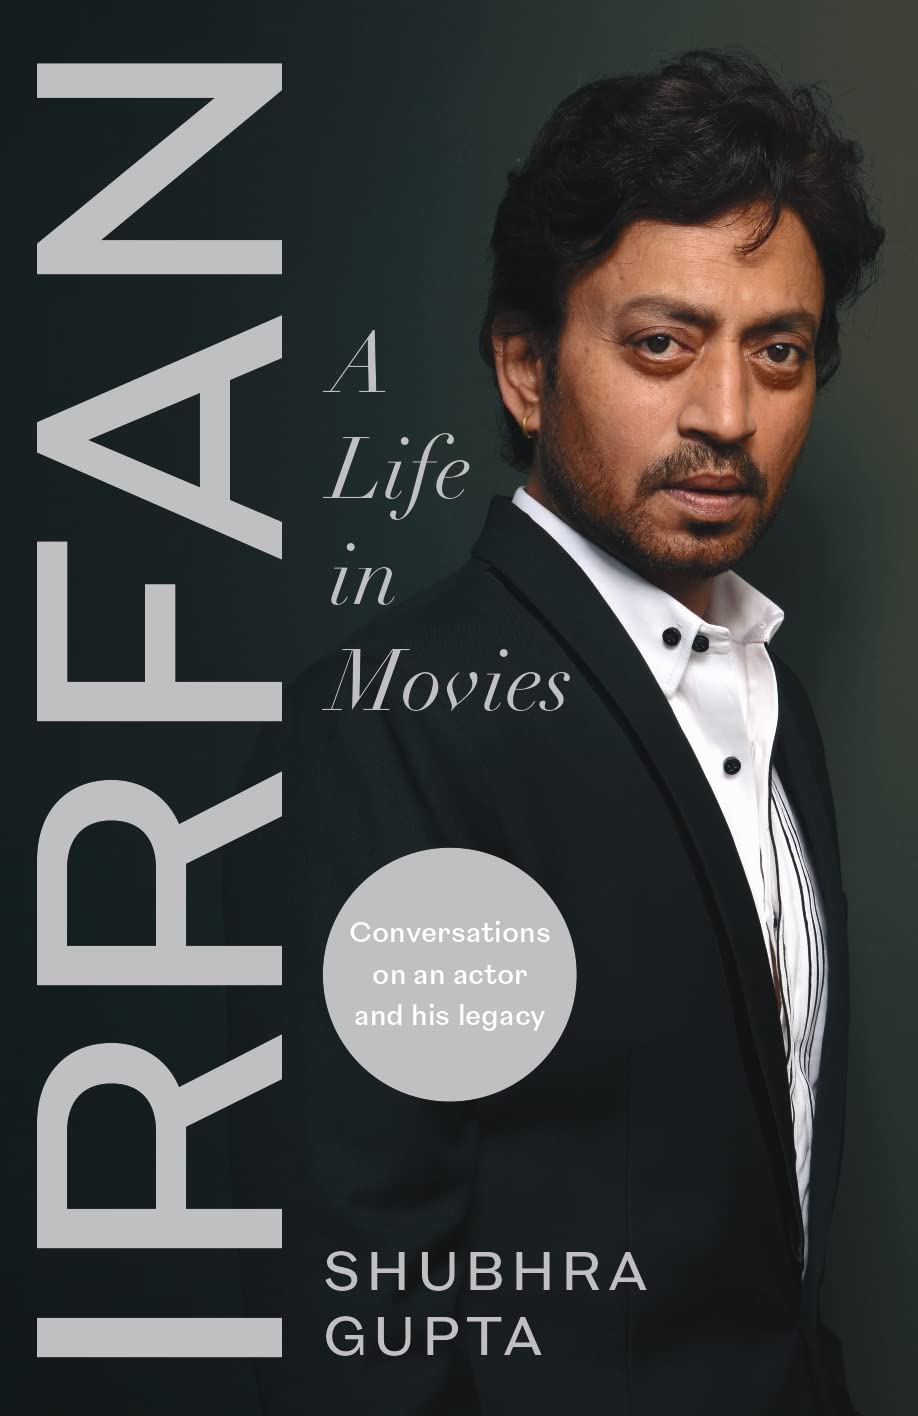 IRRFAN
A
Life
in
Movies
Conversations
on an actor
and his legacy
SHUBHRA
GUPTA